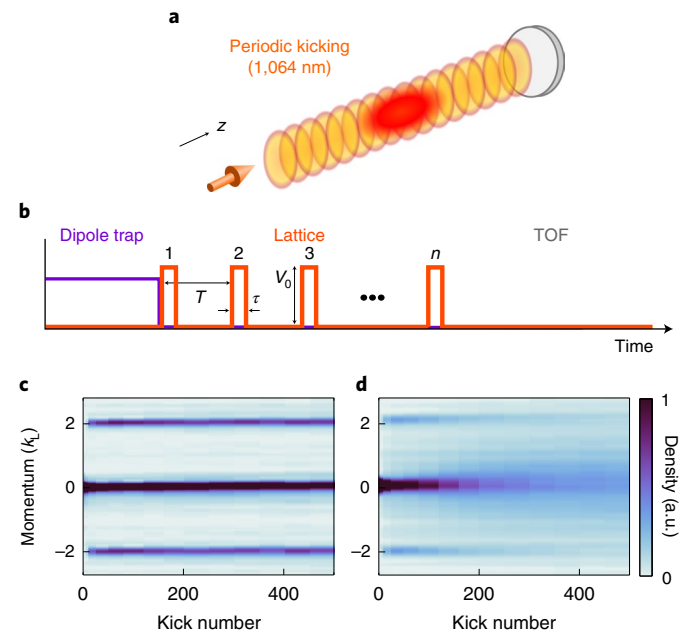 a
Periodic kicking
(1,064 nm)
z
b
Dipole trap
Lattice
TOF
1
2
3
n
T
τ
V0
•••
Time
c
d
Momentum (kL)
2
0
−2
0
200
400
Kick number
2
0
−2
0
200
400
Kick number
1
0
Density (a.u.)